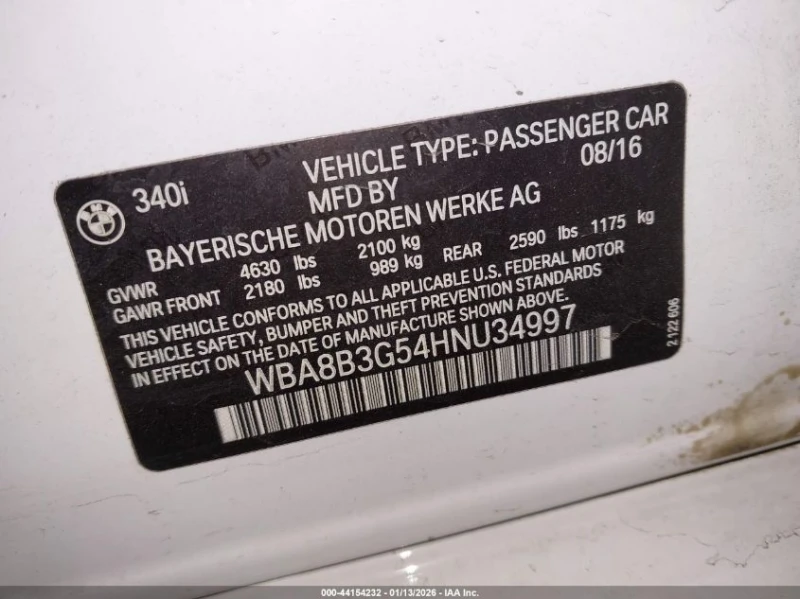 BMW
340i
VEHICLE TYPE: PASSENGER CAR
MFD BY 08/16
BAYERISCHE MOTOREN WERKE AG
GVWR 4630 lbs 2100 kg
GAWR FRONT 2180 lbs 989 kg REAR 2590 lbs 1175 kg
THIS VEHICLE CONFORMS TO ALL APPLICABLE U.S. FEDERAL MOTOR
VEHICLE SAFETY, BUMPER AND THEFT PREVENTION STANDARDS
IN EFFECT ON THE DATE OF MANUFACTURE SHOWN ABOVE.
WBA8B3G54HNU34997
2 122 606
000-44154232 - 01/13/2026 - IAA Inc.